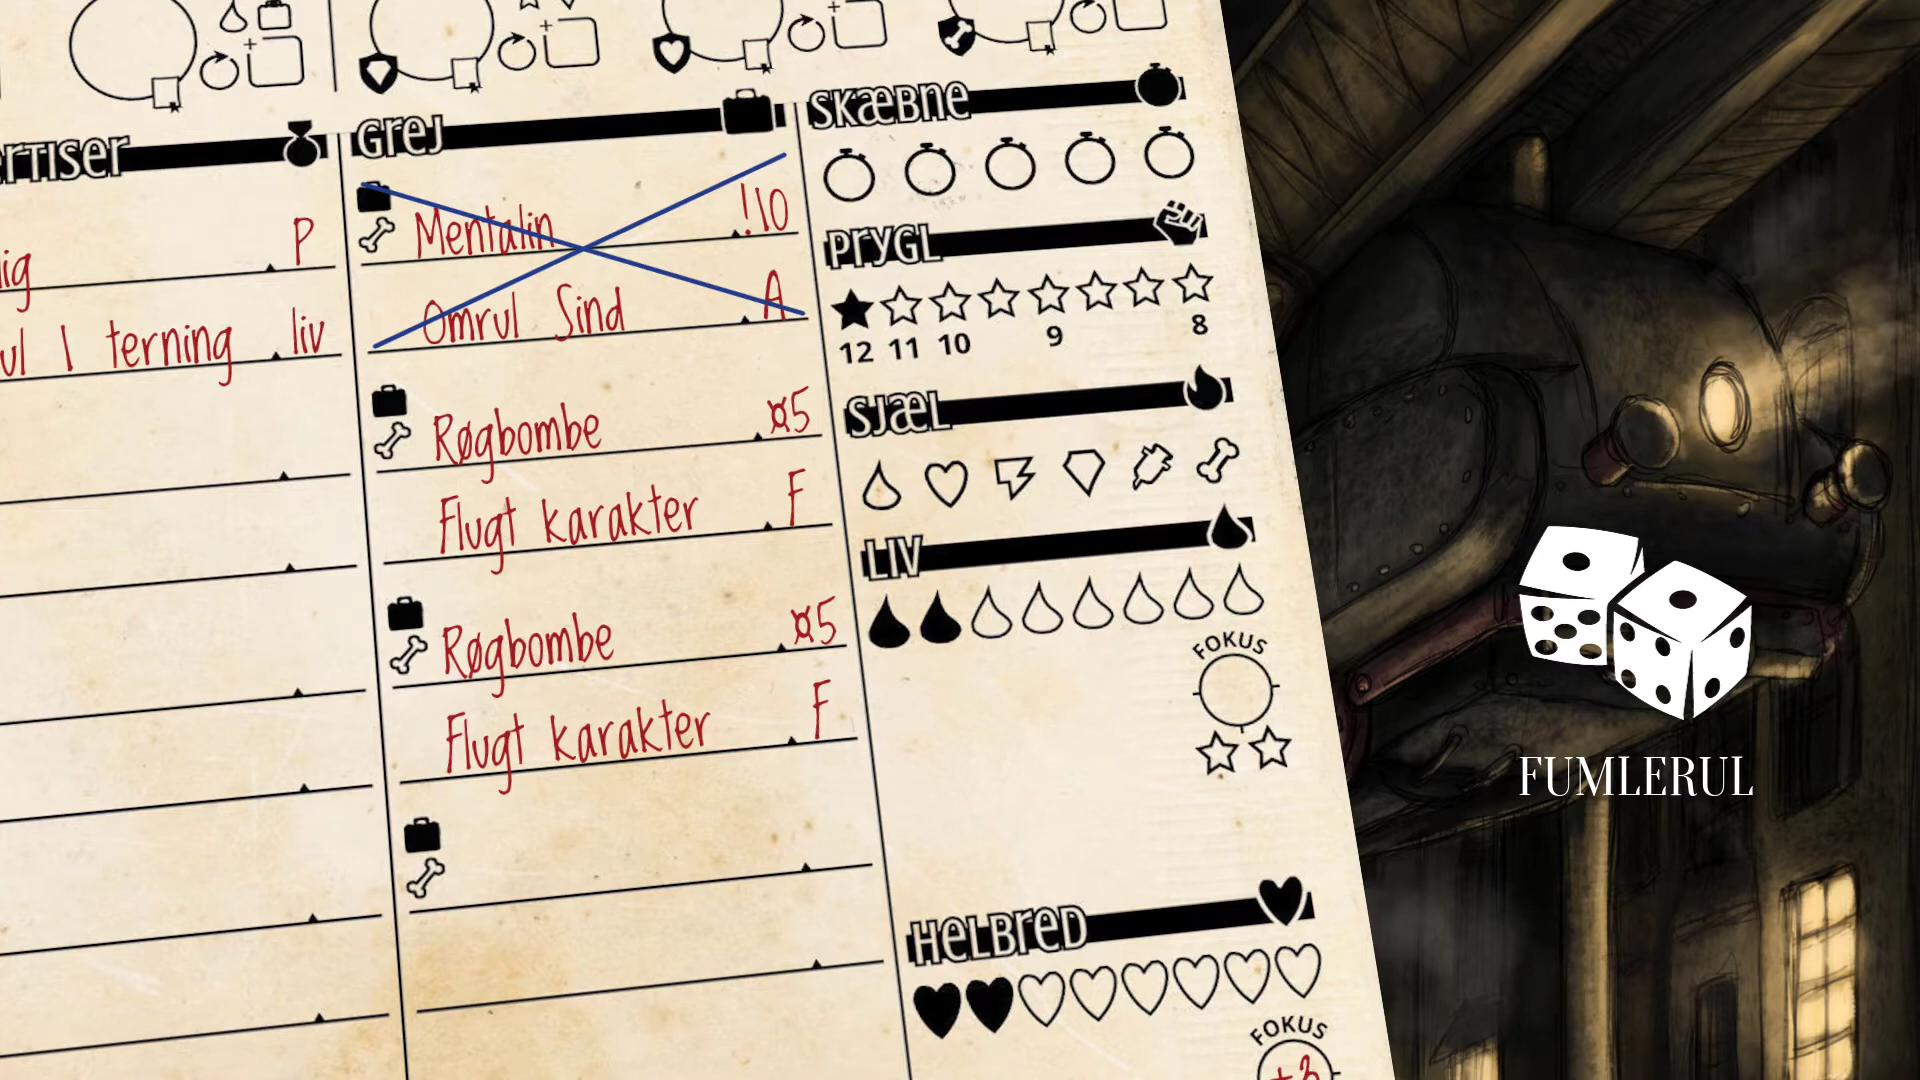 ERTISER
ig P
ul 1 terning liv
GREJ
Mentalin !10
Omrul Sind A
Røgbombe ¤5
Flugt karakter F
Røgbombe ¤5
Flugt karakter F
SKÆBNE
PRYGL
12 11 10 9 8
SJÆL
LIV
FOKUS
HELBRED
FOKUS
+3
FUMLERUL